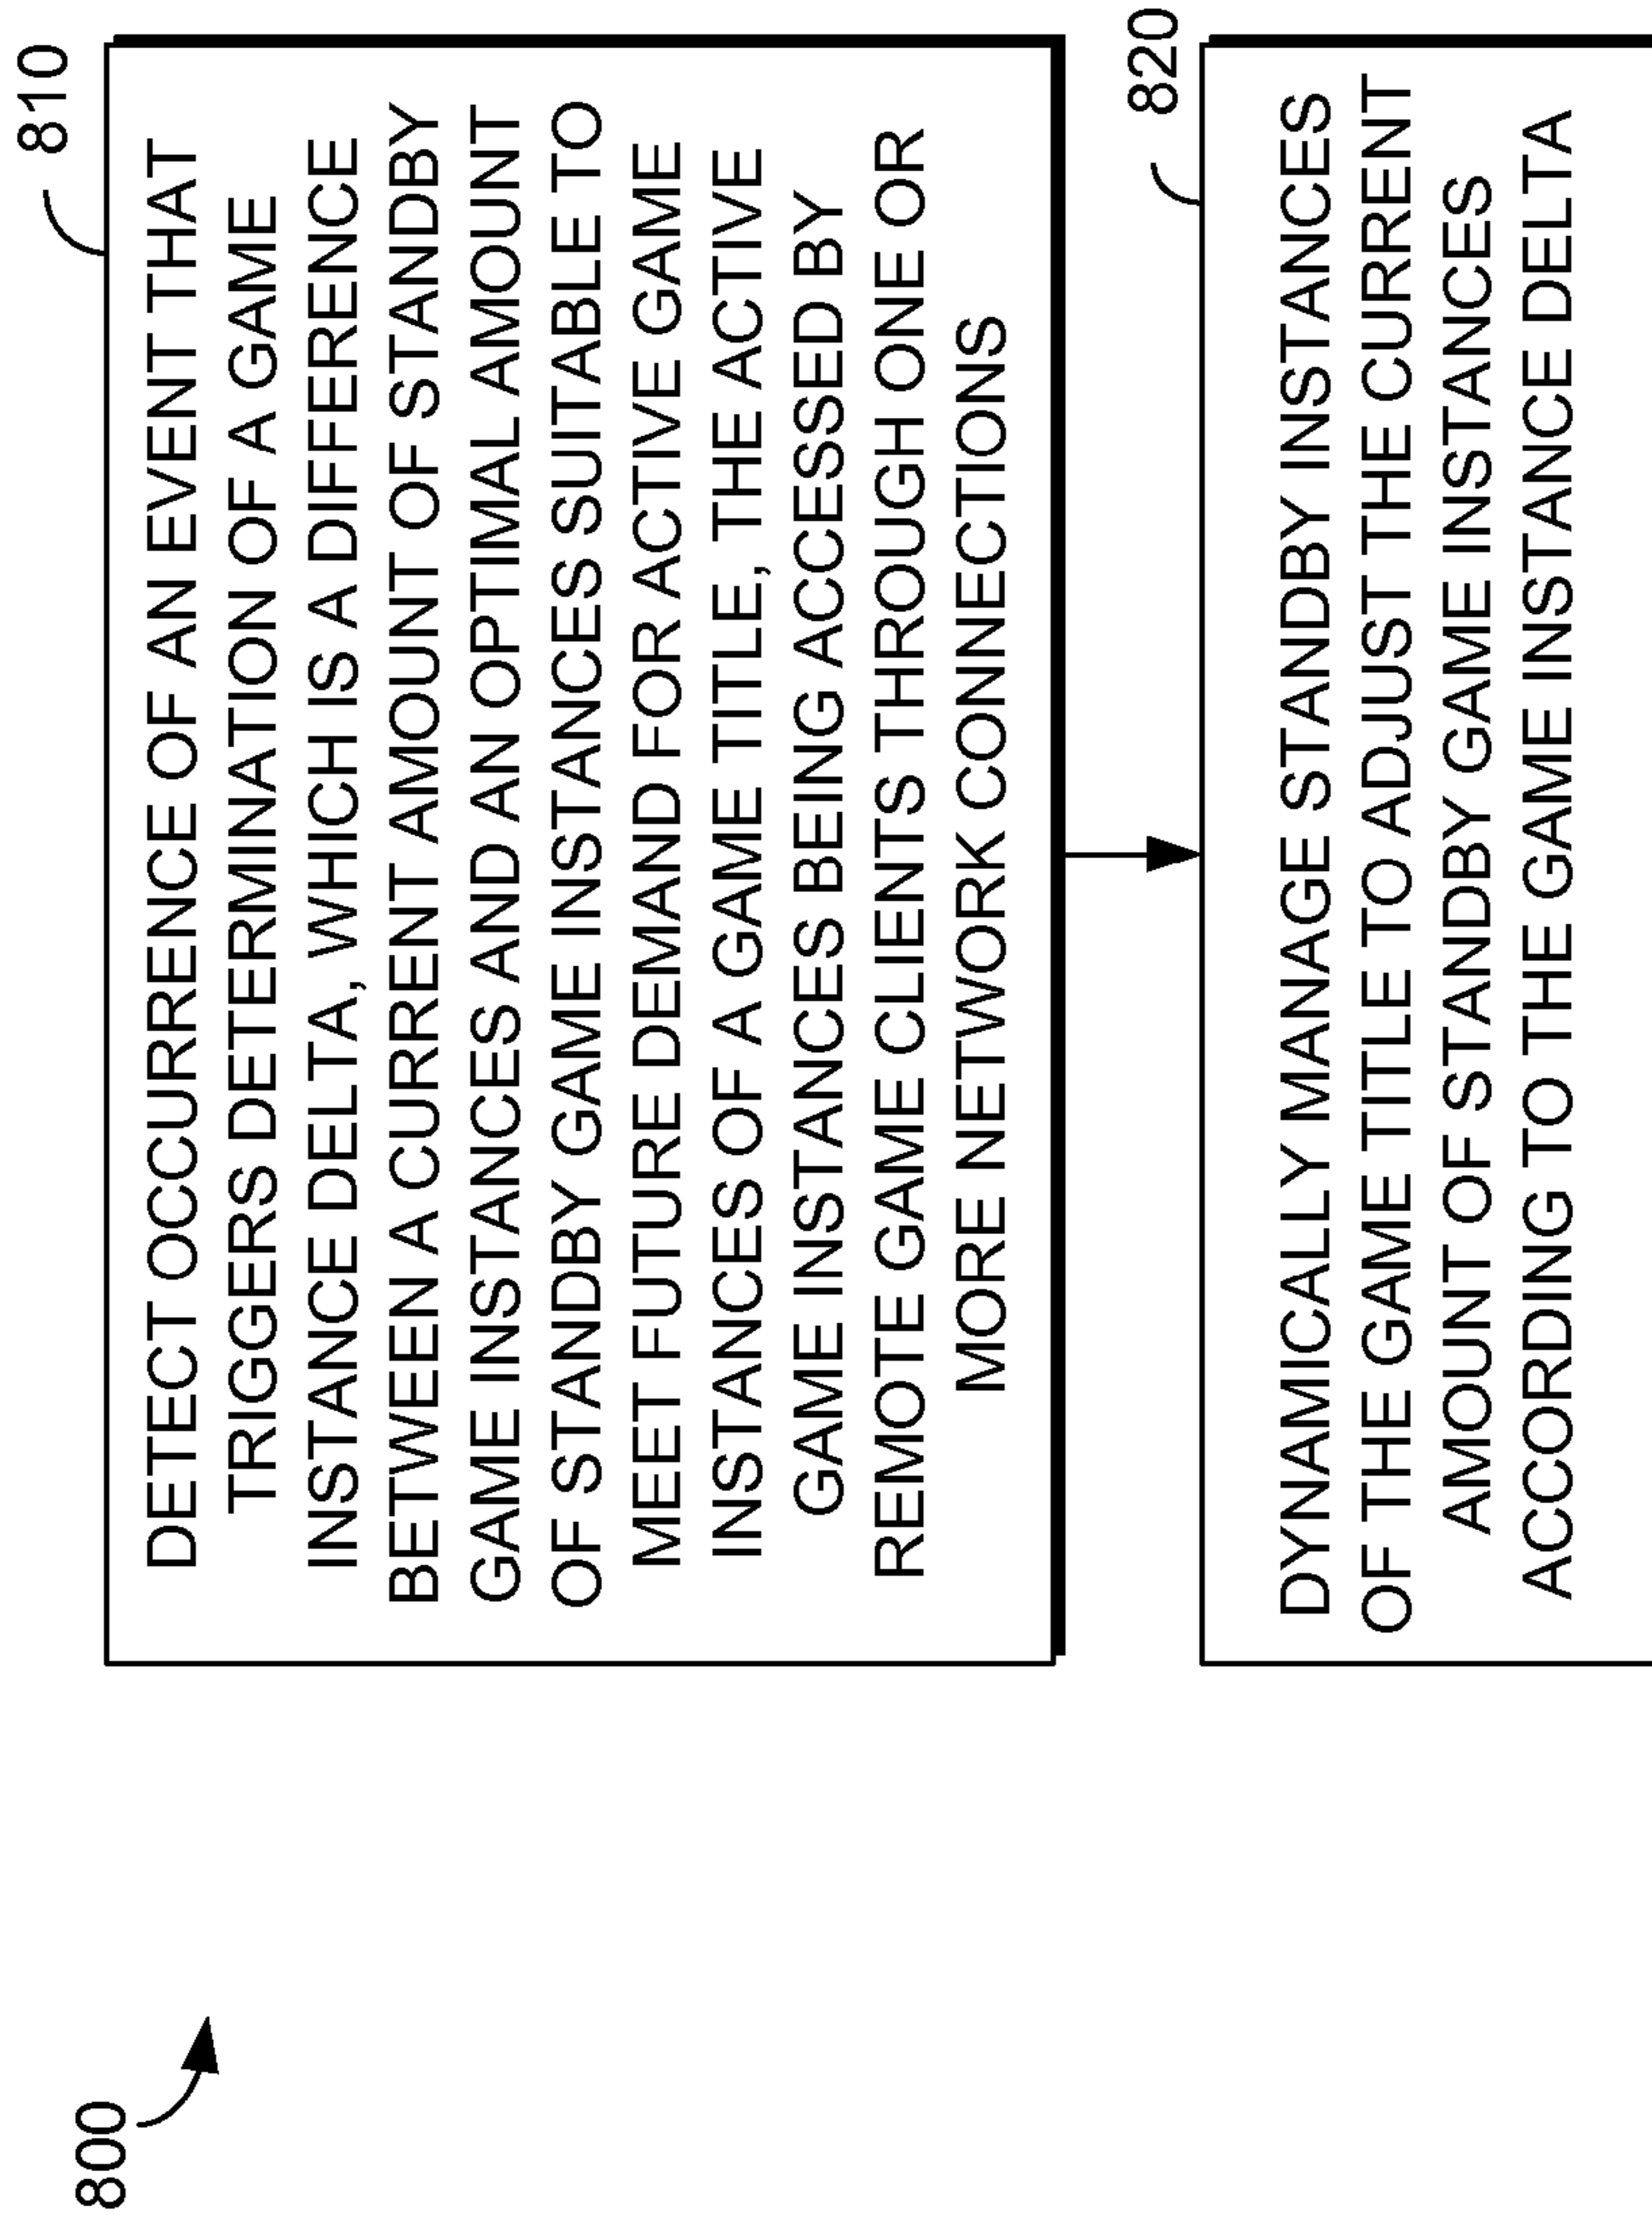 800
810
DETECT OCCURRENCE OF AN EVENT THAT
TRIGGERS DETERMINATION OF A GAME
INSTANCE DELTA, WHICH IS A DIFFERENCE
BETWEEN A CURRENT AMOUNT OF STANDBY
GAME INSTANCES AND AN OPTIMAL AMOUNT
OF STANDBY GAME INSTANCES SUITABLE TO
MEET FUTURE DEMAND FOR ACTIVE GAME
INSTANCES OF A GAME TITLE, THE ACTIVE
GAME INSTANCES BEING ACCESSED BY
REMOTE GAME CLIENTS THROUGH ONE OR
MORE NETWORK CONNECTIONS
820
DYNAMICALLY MANAGE STANDBY INSTANCES
OF THE GAME TITLE TO ADJUST THE CURRENT
AMOUNT OF STANDBY GAME INSTANCES
ACCORDING TO THE GAME INSTANCE DELTA